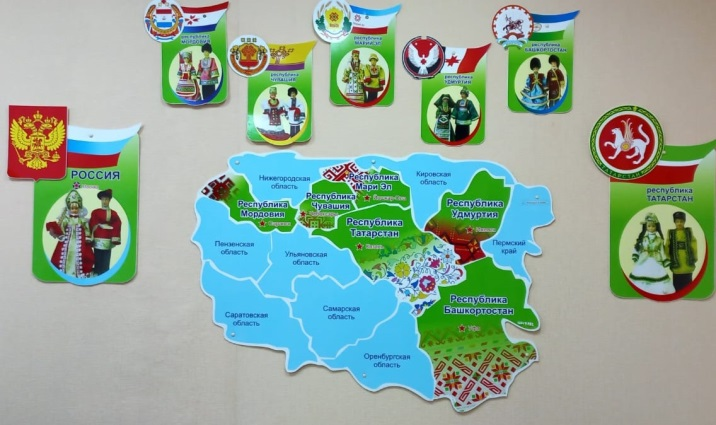 республика
МОРДОВИЯ
республика
ЧУВАШИЯ
республика
МАРИЙ ЭЛ
республика
УДМУРТИЯ
республика
БАШКОРТОСТАН
РОССИЯ
республика
ТАТАРСТАН
ТАТАРСТАН
Нижегородская
область
Республика
Мари Эл
Йошкар-Ола
Кировская
область
Республика
Мордовия
Саранск
Республика
Чувашия
Республика
Татарстан
Казань
Республика
Удмуртия
Ижевск
Пермский
край
Пензенская
область
Ульяновская
область
Саратовская
область
Самарская
область
Оренбургская
область
Республика
Башкортостан
Уфа